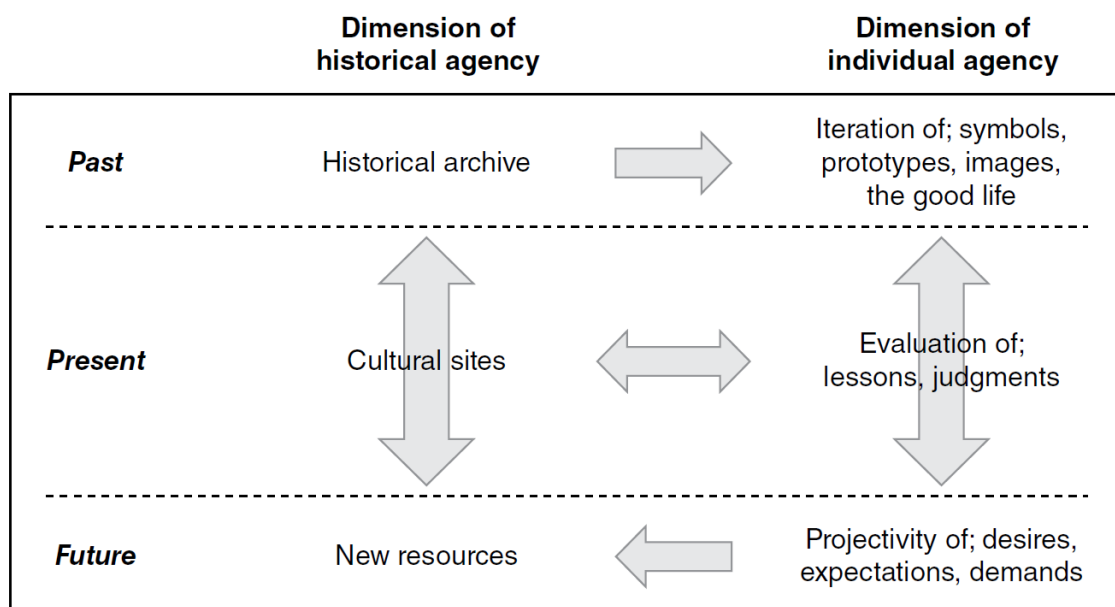 Dimension of
historical agency
Dimension of
individual agency
Past
Historical archive
Iteration of; symbols,
prototypes, images,
the good life
Present
Cultural sites
Evaluation of;
lessons, judgments
Future
New resources
Projectivity of; desires,
expectations, demands